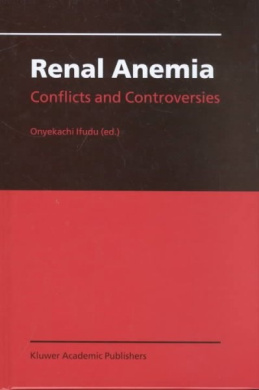 Renal Anemia
Conflicts and Controversies
Onyekachi Ifudu (ed.)
Kluwer Academic Publishers